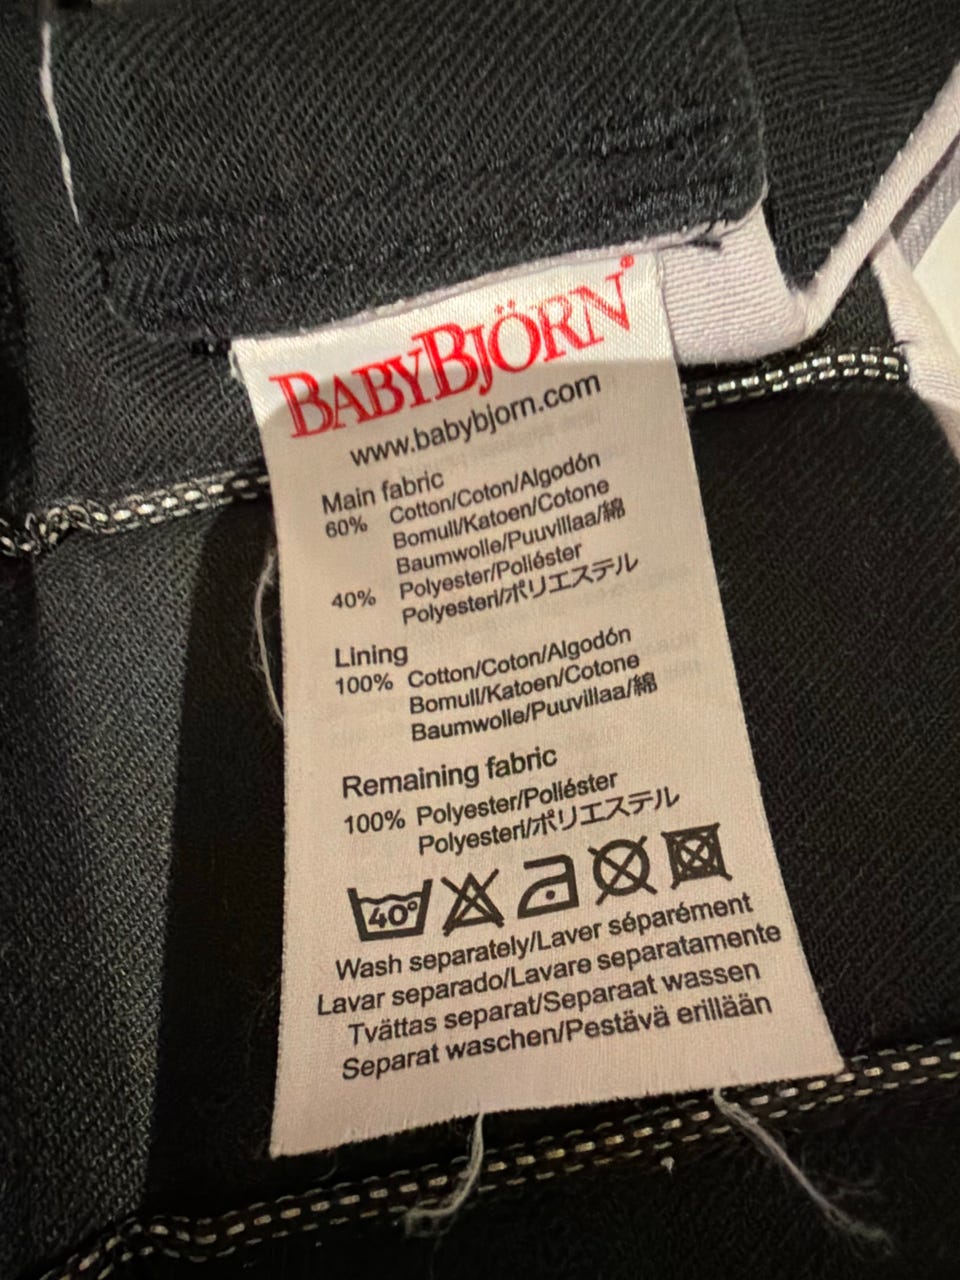 BABYBJÖRN®
www.babybjorn.com
Main fabric
60% Cotton/Coton/Algodón
Bomull/Katoen/Cotone
Baumwolle/Puuvillaa/綿
40% Polyester/Poliéster
Polyesteri/ポリエステル
Lining
100% Cotton/Coton/Algodón
Bomull/Katoen/Cotone
Baumwolle/Puuvillaa/綿
Remaining fabric
100% Polyester/Poliéster
Polyesteri/ポリエステル
40°
Wash separately/Laver séparément
Lavar separado/Lavare separatamente
Tvättas separat/Separaat wassen
Separat waschen/Pestävä erillään